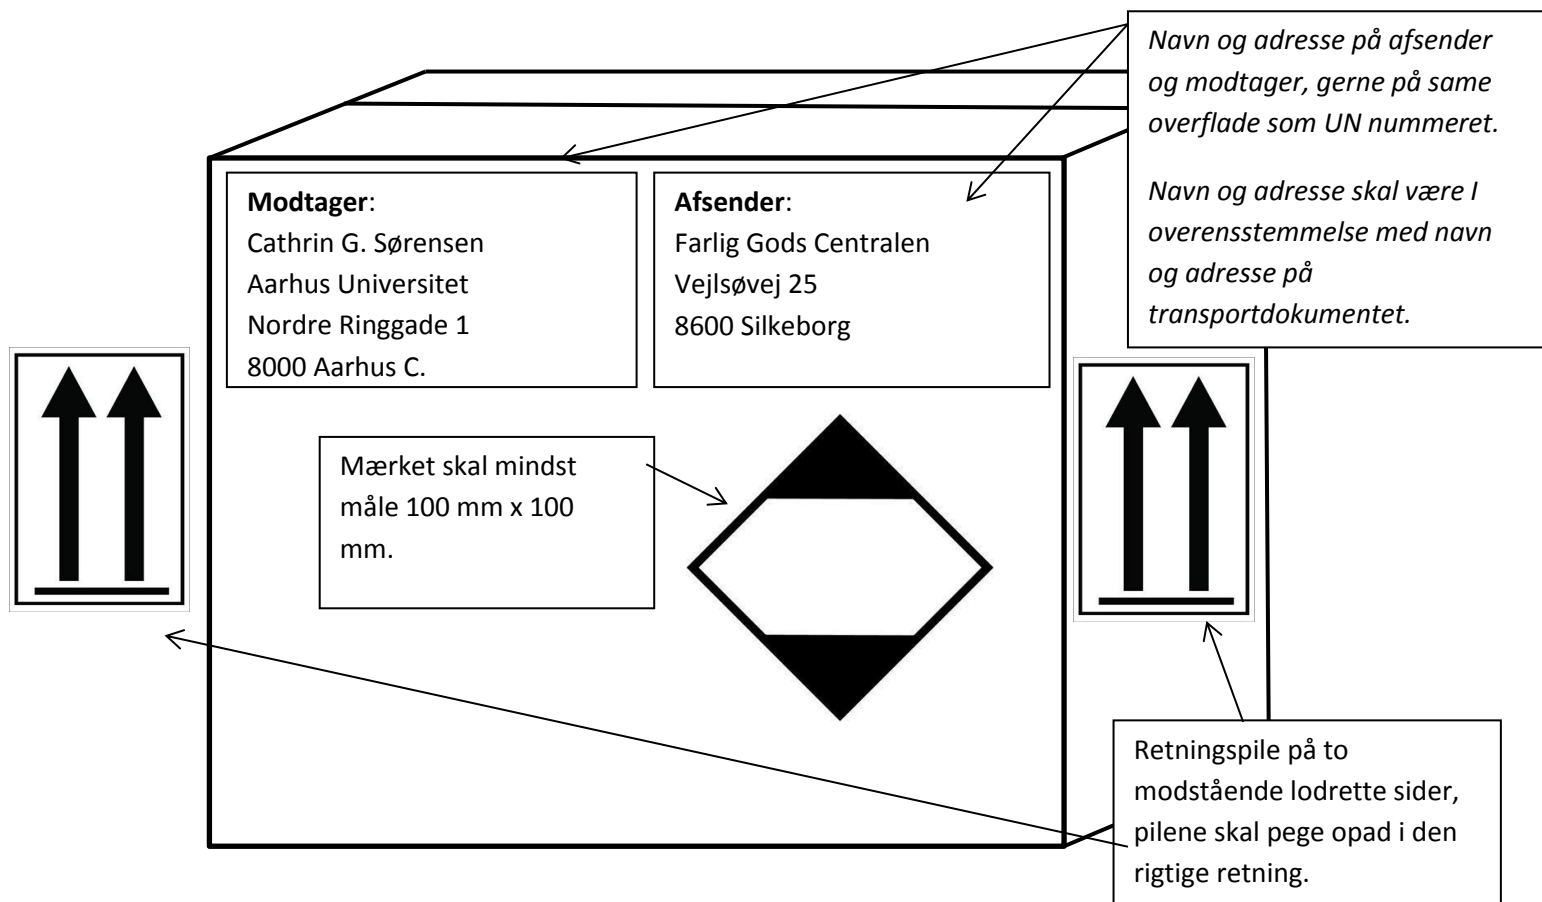 Navn og adresse på afsender
og modtager, gerne på same
overflade som UN nummeret.
Navn og adresse skal være I
overensstemmelse med navn
og adresse på
transportdokumentet.
Modtager:
Cathrin G. Sørensen
Aarhus Universitet
Nordre Ringgade 1
8000 Aarhus C.
Afsender:
Farlig Gods Centralen
Vejlsøvej 25
8600 Silkeborg
Mærket skal mindst
måle 100 mm x 100
mm.
Retningspile på to
modstående lodrette sider,
pilene skal pege opad i den
rigtige retning.